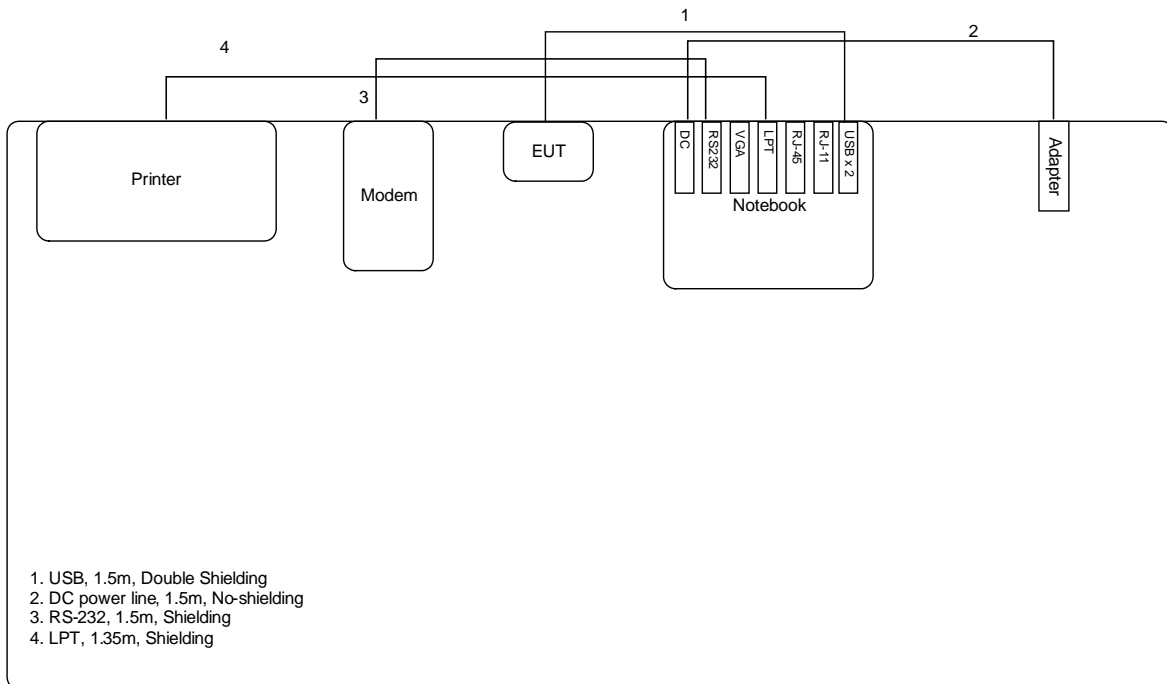 1
2
4
3
Printer
Modem
EUT
DC
RS232
VGA
LPT
RJ-45
RJ-11
USB x 2
Notebook
Adapter
1. USB, 1.5m, Double Shielding
2. DC power line, 1.5m, No-shielding
3. RS-232, 1.5m, Shielding
4. LPT, 1.35m, Shielding